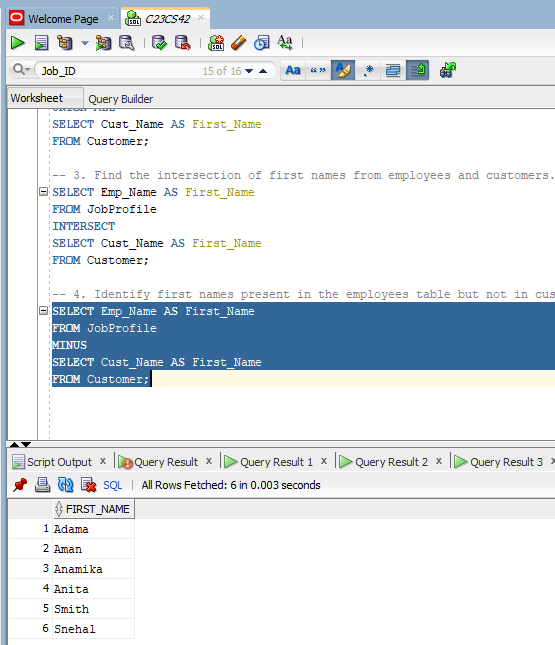 Welcome Page C23CS42
SQL
Job_ID 15 of 16 Aa “” .*
Worksheet Query Builder
UNION ALL
SELECT Cust_Name AS First_Name
FROM Customer;
-- 3. Find the intersection of first names from employees and customers.
SELECT Emp_Name AS First_Name
FROM JobProfile
INTERSECT
SELECT Cust_Name AS First_Name
FROM Customer;
-- 4. Identify first names present in the employees table but not in cus
SELECT Emp_Name AS First_Name
FROM JobProfile
MINUS
SELECT Cust_Name AS First_Name
FROM Customer;
Script Output x Query Result x Query Result 1 x Query Result 2 x Query Result 3 x
SQL | All Rows Fetched: 6 in 0.003 seconds
FIRST_NAME
1 Adama
2 Aman
3 Anamika
4 Anita
5 Smith
6 Snehal